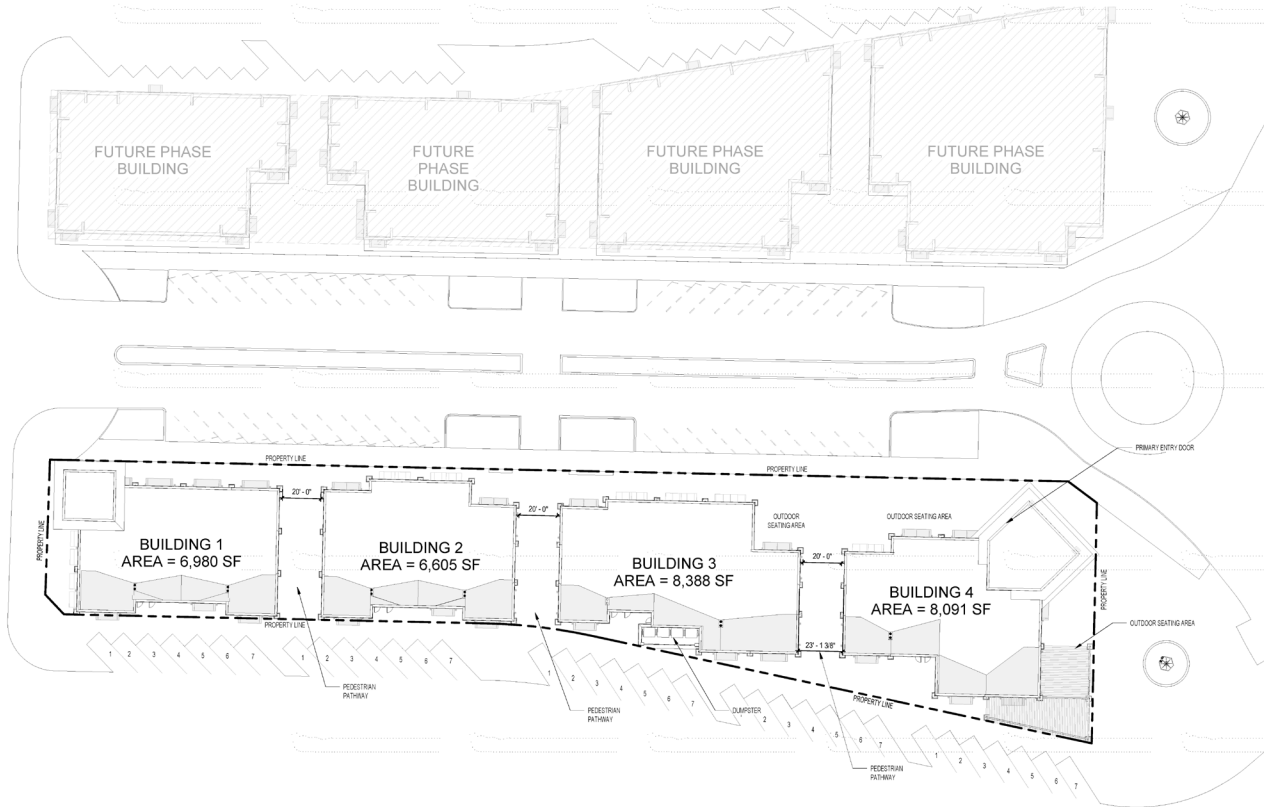 FUTURE PHASE
BUILDING
FUTURE
PHASE
BUILDING
FUTURE PHASE
BUILDING
FUTURE PHASE
BUILDING
PRIMARY ENTRY DOOR
PROPERTY LINE
PROPERTY LINE
20' - 0"
20' - 0"
OUTDOOR
SEATING AREA
OUTDOOR SEATING AREA
PROPERTY LINE
BUILDING 1
AREA = 6,980 SF
BUILDING 2
AREA = 6,605 SF
BUILDING 3
AREA = 8,388 SF
20' - 0"
BUILDING 4
AREA = 8,091 SF
PROPERTY LINE
OUTDOOR SEATING AREA
PROPERTY LINE
23' - 1 3/8"
1 2 3 4 5 6 7
1 2 3 4 5 6 7
1 2 3 4 5 6 7
PEDESTRIAN
PATHWAY
PEDESTRIAN
PATHWAY
DUMPSTER
PROPERTY LINE
2 3 4 5 6 7
1 2 3 4 5 6 7
PEDESTRIAN
PATHWAY